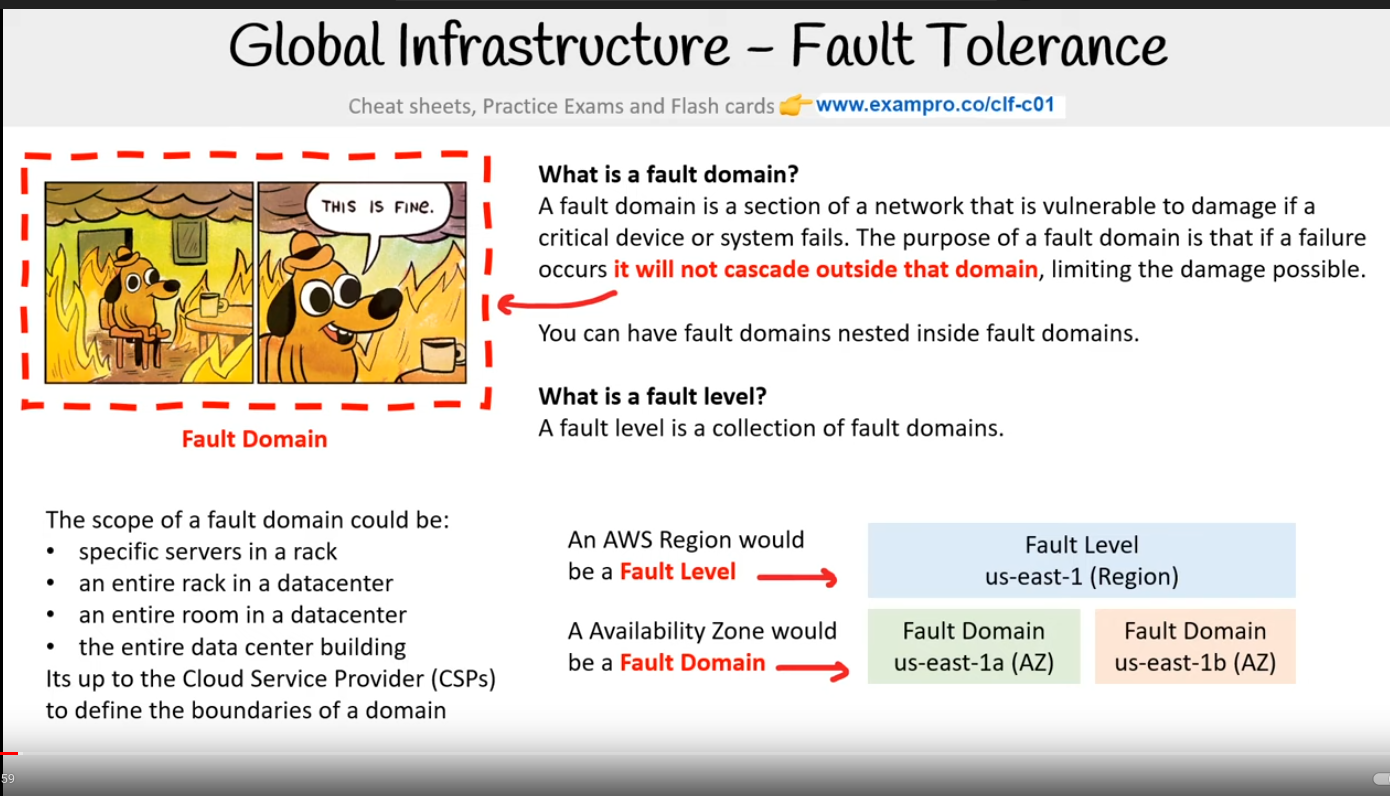 Global Infrastructure – Fault Tolerance
Cheat sheets, Practice Exams and Flash cards 👉 www.exampro.co/clf-c01
THIS IS FINE.
Fault Domain
What is a fault domain?
A fault domain is a section of a network that is vulnerable to damage if a
critical device or system fails. The purpose of a fault domain is that if a failure
occurs it will not cascade outside that domain, limiting the damage possible.
You can have fault domains nested inside fault domains.
What is a fault level?
A fault level is a collection of fault domains.
The scope of a fault domain could be:
• specific servers in a rack
• an entire rack in a datacenter
• an entire room in a datacenter
• the entire data center building
Its up to the Cloud Service Provider (CSPs)
to define the boundaries of a domain
An AWS Region would
be a Fault Level
Fault Level
us-east-1 (Region)
A Availability Zone would
be a Fault Domain
Fault Domain
us-east-1a (AZ)
Fault Domain
us-east-1b (AZ)
59